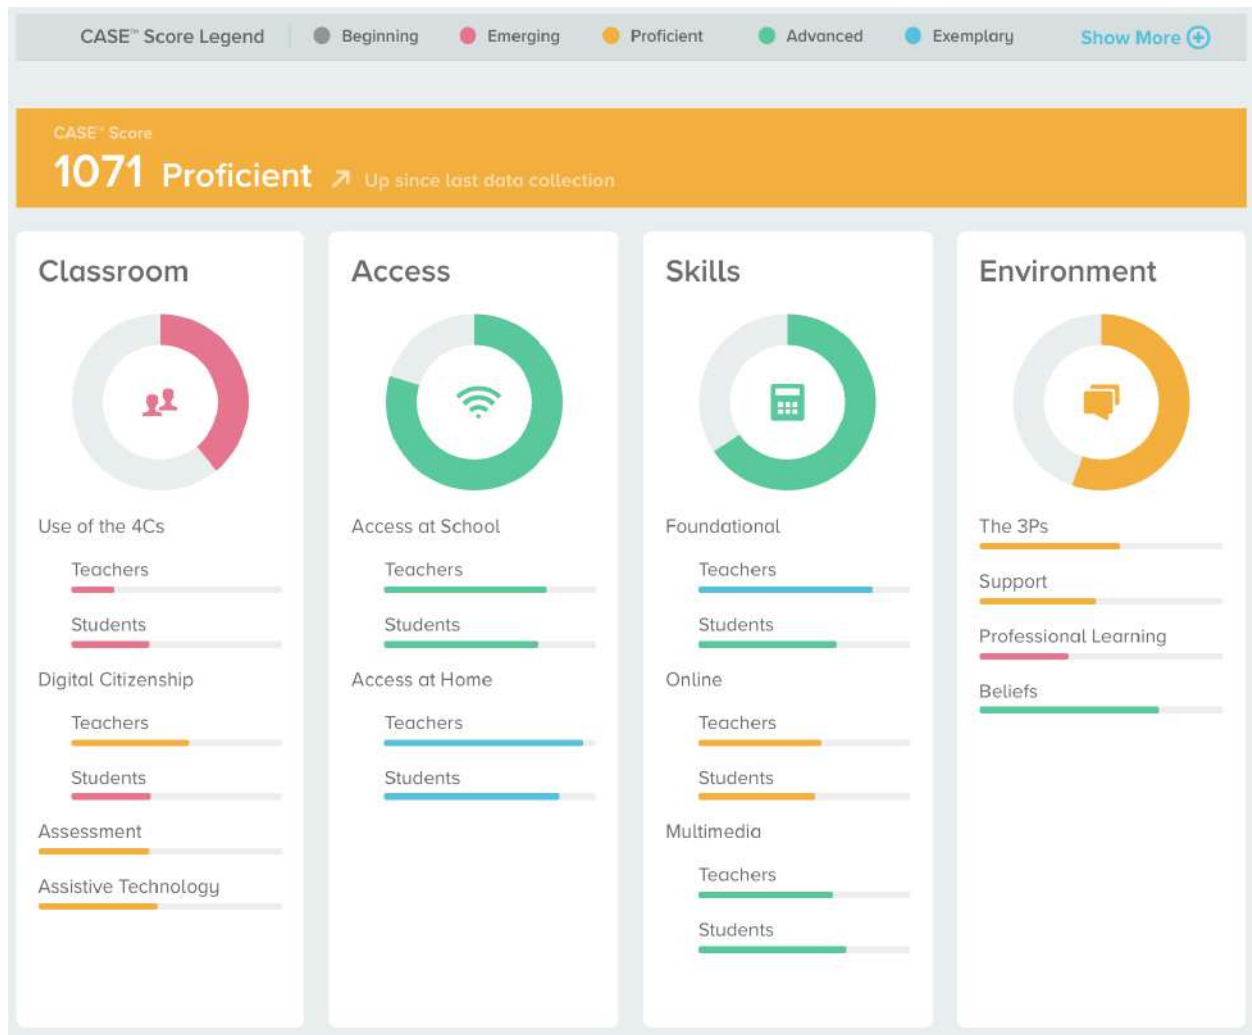 CASE™ Score Legend Beginning Emerging Proficient Advanced Exemplary Show More
CASE™ Score
1071 Proficient Up since last data collection
Classroom
Use of the 4Cs
Teachers
Students
Digital Citizenship
Teachers
Students
Assessment
Assistive Technology
Access
Access at School
Teachers
Students
Access at Home
Teachers
Students
Skills
Foundational
Teachers
Students
Online
Teachers
Students
Multimedia
Teachers
Students
Environment
The 3Ps
Support
Professional Learning
Beliefs